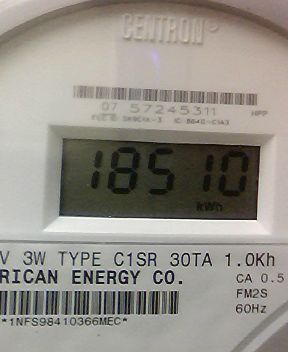 CENTRON®
07 57245311 HPP
18510
kWh
V 3W TYPE C1SR 30TA 1.0Kh
RICAN ENERGY CO. CA 0.5
FM2S
60Hz
*1NFS98410366MEC*